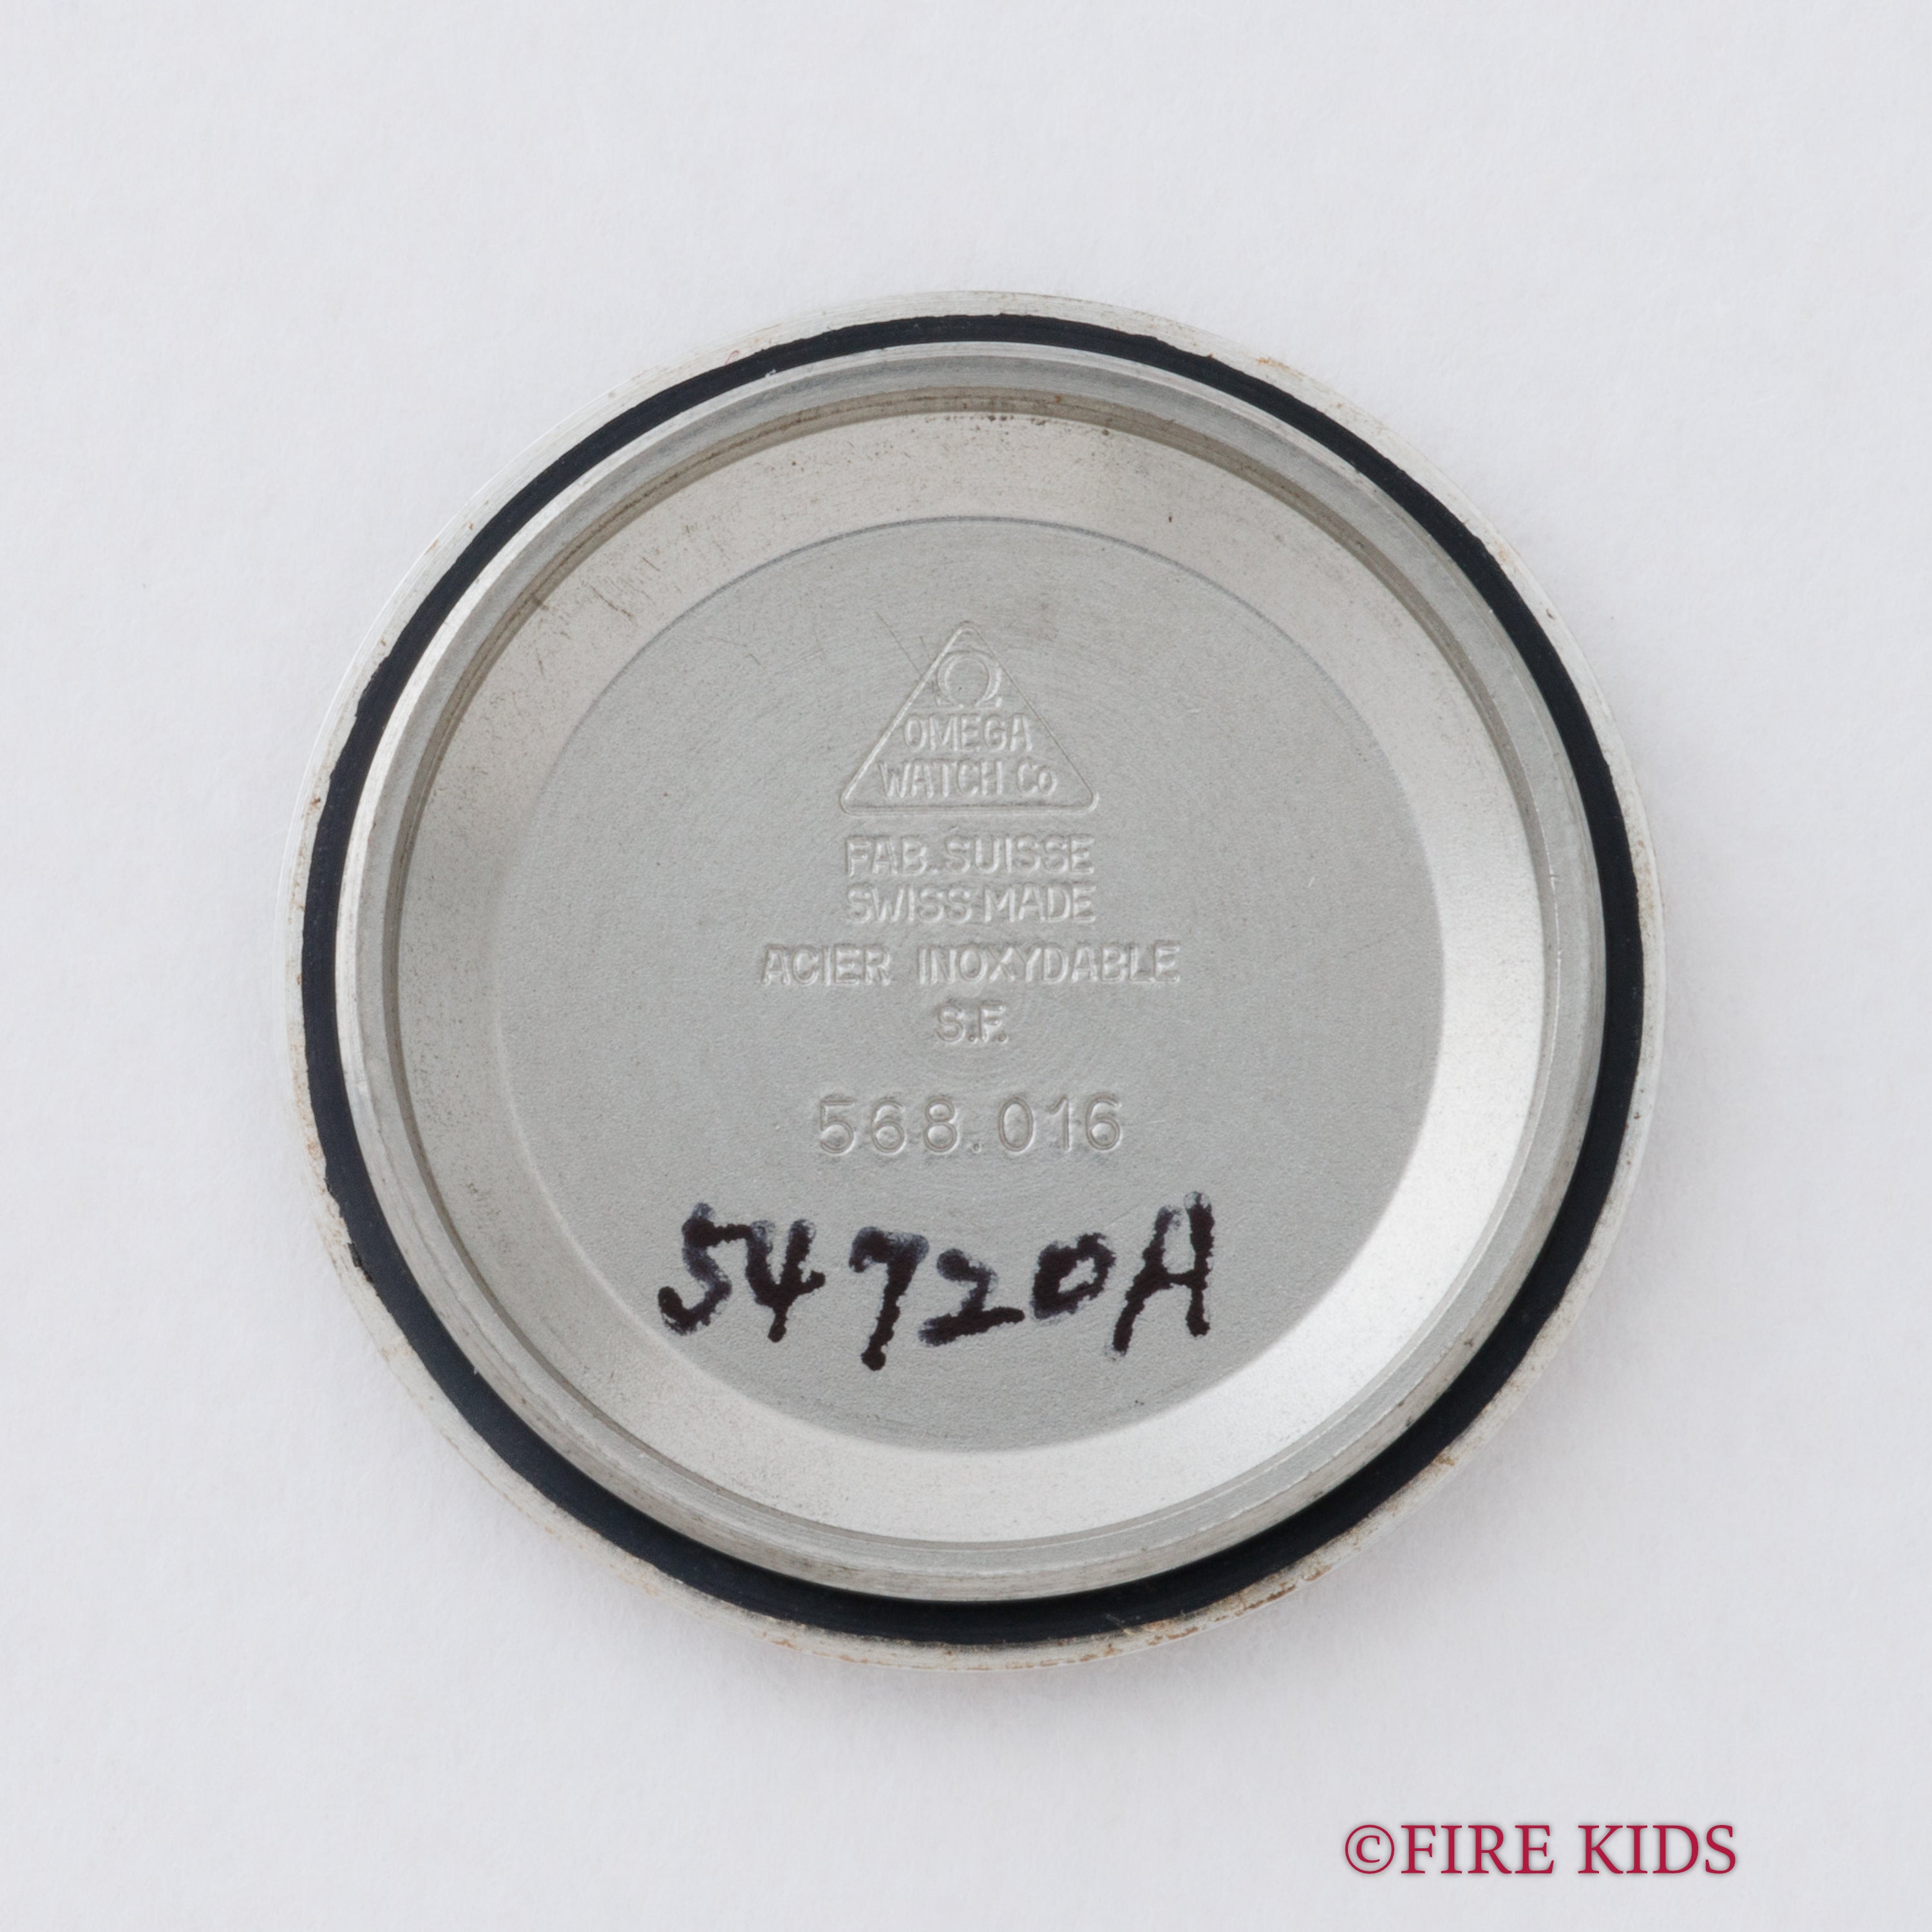 Ω
OMEGA
WATCH Co
FAB. SUISSE
SWISS MADE
ACIER INOXYDABLE
S.F.
568.016
54720A
©FIRE KIDS